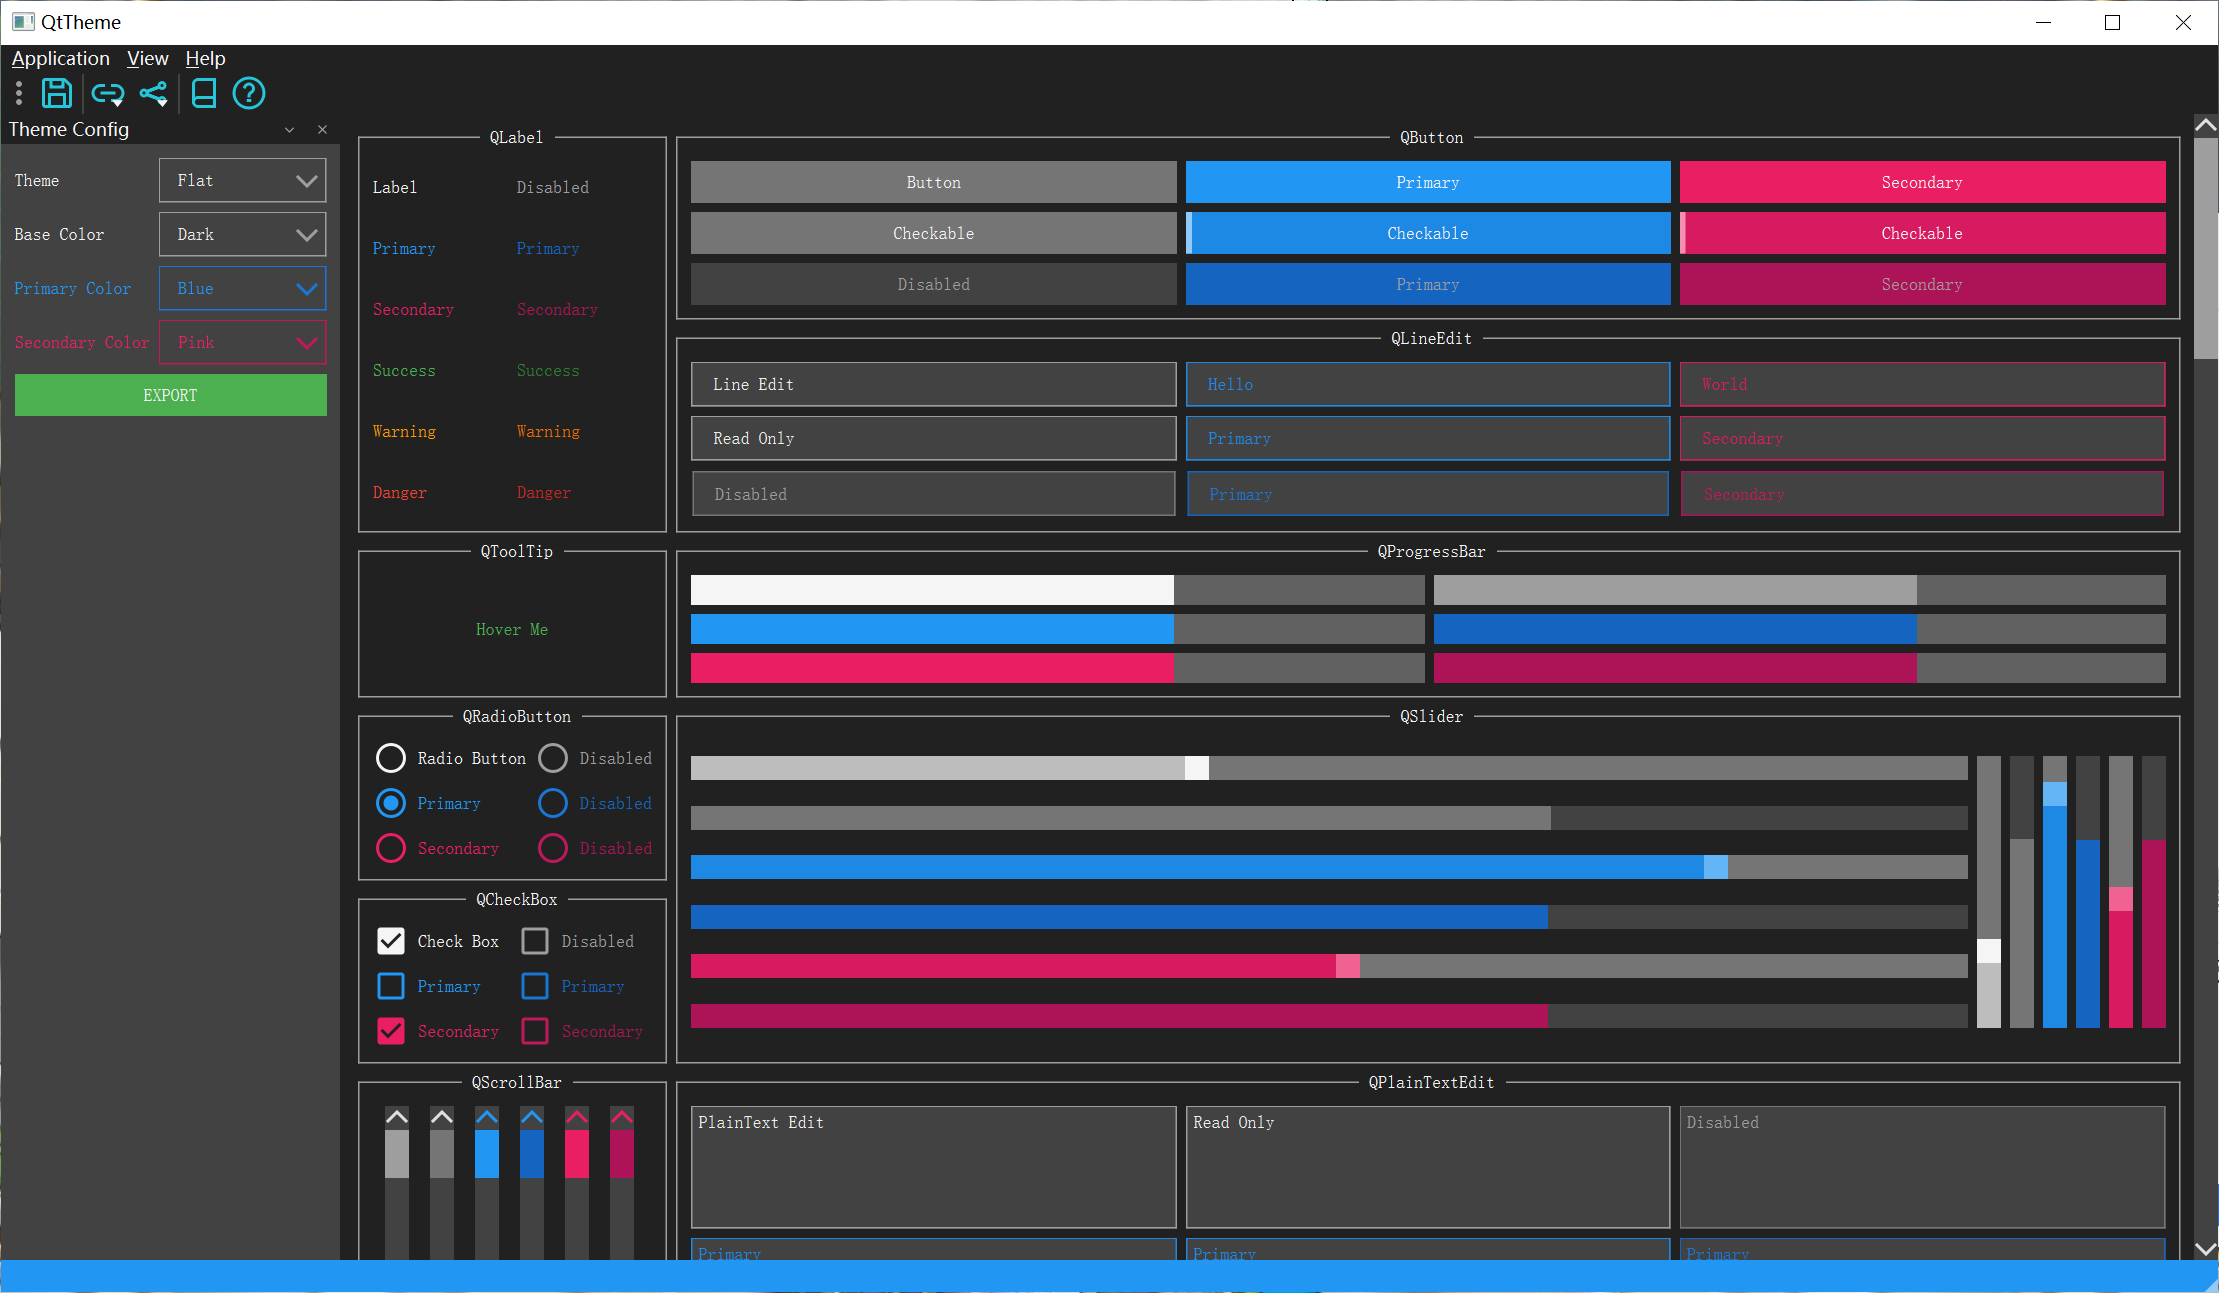 QtTheme
Application View Help
Theme Config
Theme Flat
Base Color Dark
Primary Color Blue
Secondary Color Pink
EXPORT
QLabel
Label Disabled
Primary Primary
Secondary Secondary
Success Success
Warning Warning
Danger Danger
QButton
Button Primary Secondary
Checkable Checkable Checkable
Disabled Primary Secondary
QLineEdit
Line Edit Hello World
Read Only Primary Secondary
Disabled Primary Secondary
QToolTip
Hover Me
QProgressBar
QRadioButton
Radio Button Disabled
Primary Disabled
Secondary Disabled
QSlider
QCheckBox
Check Box Disabled
Primary Primary
Secondary Secondary
QScrollBar
QPlainTextEdit
PlainText Edit Read Only Disabled
Primary Primary Primary